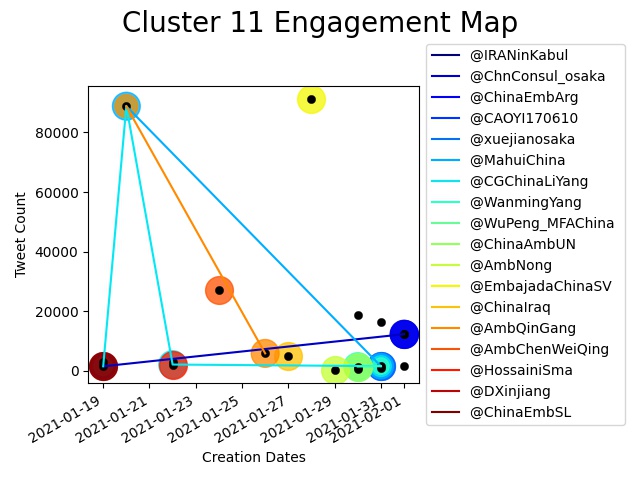 Cluster 11 Engagement Map
Tweet Count
80000
60000
40000
20000
0
2021-01-19
2021-01-21
2021-01-23
2021-01-25
2021-01-27
2021-01-29
2021-01-31
2021-02-01
Creation Dates
@IRANinKabul
@ChnConsul_osaka
@ChinaEmbArg
@CAOYI170610
@xuejianosaka
@MahuiChina
@CGChinaLiYang
@WanmingYang
@WuPeng_MFAChina
@ChinaAmbUN
@AmbNong
@EmbajadaChinaSV
@ChinaIraq
@AmbQinGang
@AmbChenWeiQing
@HossainiSma
@DXinjiang
@ChinaEmbSL